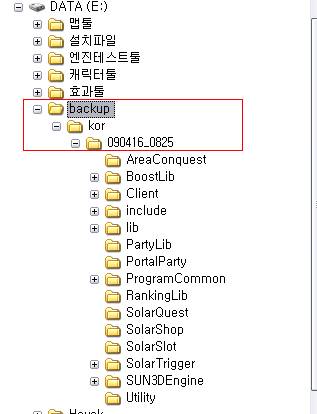 DATA (E:)
맵툴
설치파일
엔진테스트툴
캐릭터툴
효과툴
backup
kor
090416_0825
AreaConquest
BoostLib
Client
include
lib
PartyLib
PortalParty
ProgramCommon
RankingLib
SolarQuest
SolarShop
SolarSlot
SolarTrigger
SUN3DEngine
Utility